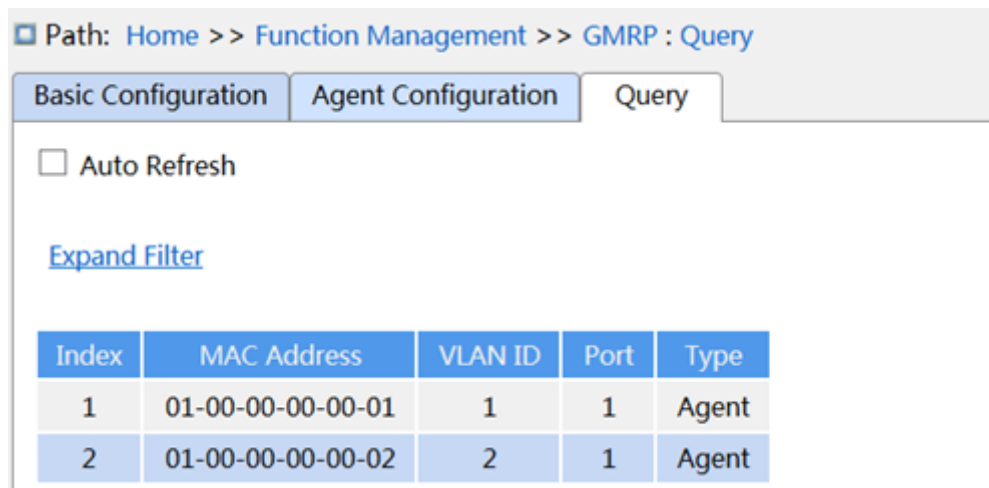 Path: Home >> Function Management >> GMRP : Query
Basic Configuration Agent Configuration Query
Auto Refresh
Expand Filter
Index MAC Address VLAN ID Port Type
1 01-00-00-00-00-01 1 1 Agent
2 01-00-00-00-00-02 2 1 Agent